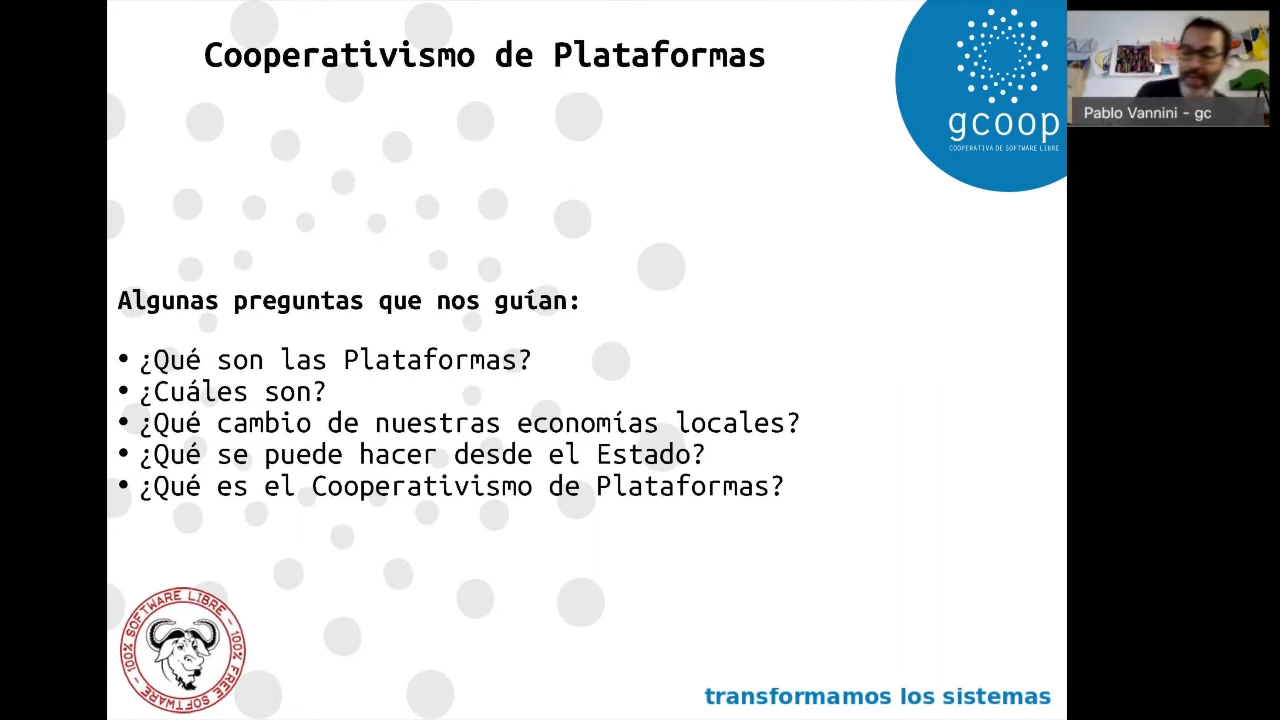 Cooperativismo de Plataformas
gcoop
COOPERATIVA DE SOFTWARE LIBRE
Pablo Vannini - gc
Algunas preguntas que nos guían:
• ¿Qué son las Plataformas?
• ¿Cuáles son?
• ¿Qué cambio de nuestras economías locales?
• ¿Qué se puede hacer desde el Estado?
• ¿Qué es el Cooperativismo de Plataformas?
100% SOFTWARE LIBRE - 100% FREE SOFTWARE -
transformamos los sistemas